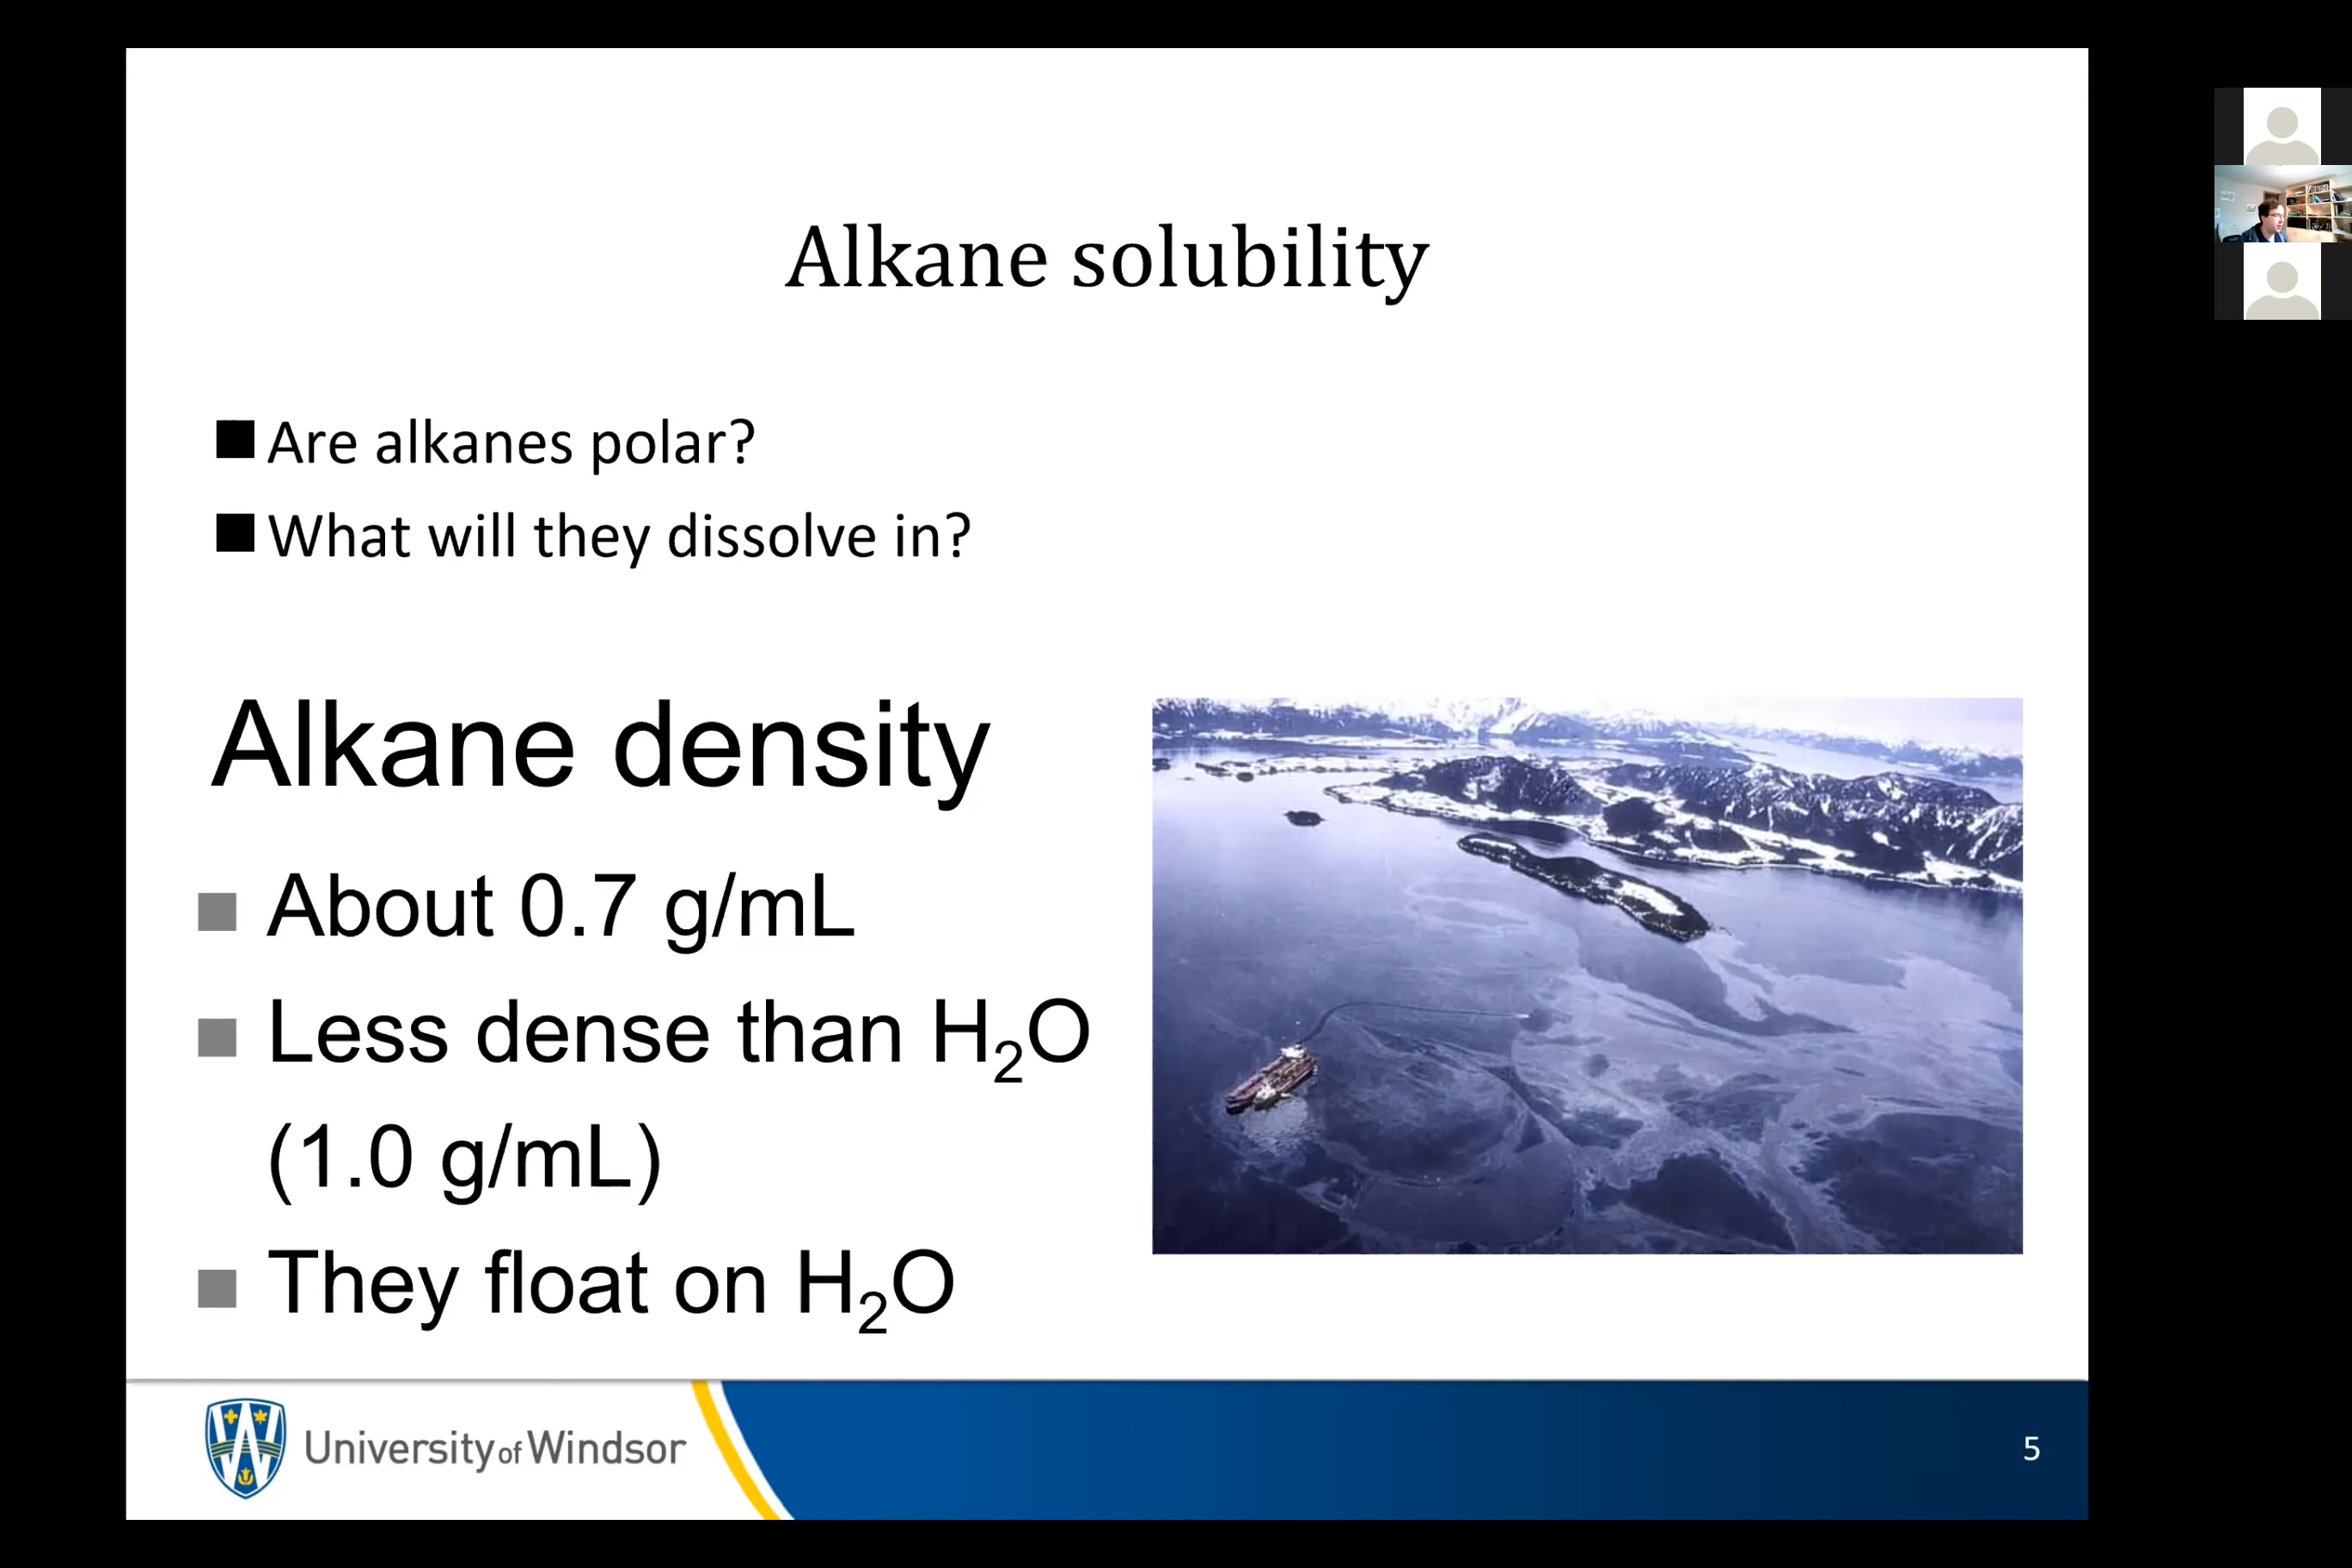 Alkane solubility
Are alkanes polar?
What will they dissolve in?
Alkane density
About 0.7 g/mL
Less dense than H₂O
(1.0 g/mL)
They float on H₂O
University of Windsor
5